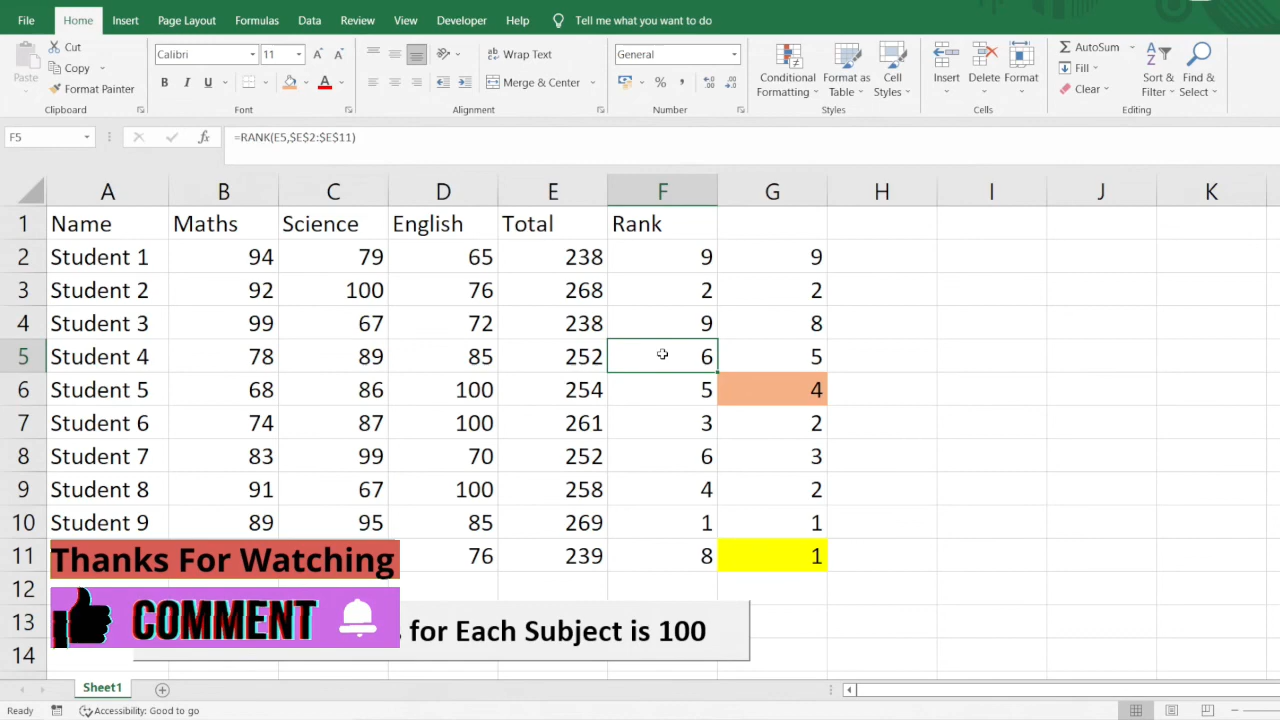 File Home Insert Page Layout Formulas Data Review View Developer Help Tell me what you want to do
Paste Cut Copy Format Painter Clipboard
Calibri 11 B I U Font
Wrap Text Merge & Center Alignment
General % , Number
Conditional Formatting Format as Table Cell Styles Styles
Insert Delete Format Cells
AutoSum Fill Clear Sort & Filter Find & Select Editing
F5 fx =RANK(E5,$E$2:$E$11)
A B C D E F G H I J K
1 Name Maths Science English Total Rank
2 Student 1 94 79 65 238 9 9
3 Student 2 92 100 76 268 2 2
4 Student 3 99 67 72 238 9 8
5 Student 4 78 89 85 252 6 5
6 Student 5 68 86 100 254 5 4
7 Student 6 74 87 100 261 3 2
8 Student 7 83 99 70 252 6 3
9 Student 8 91 67 100 258 4 2
10 Student 9 89 95 85 269 1 1
11 76 239 8 1
Thanks For Watching
12
13 COMMENT for Each Subject is 100
14
Sheet1
Ready Accessibility: Good to go